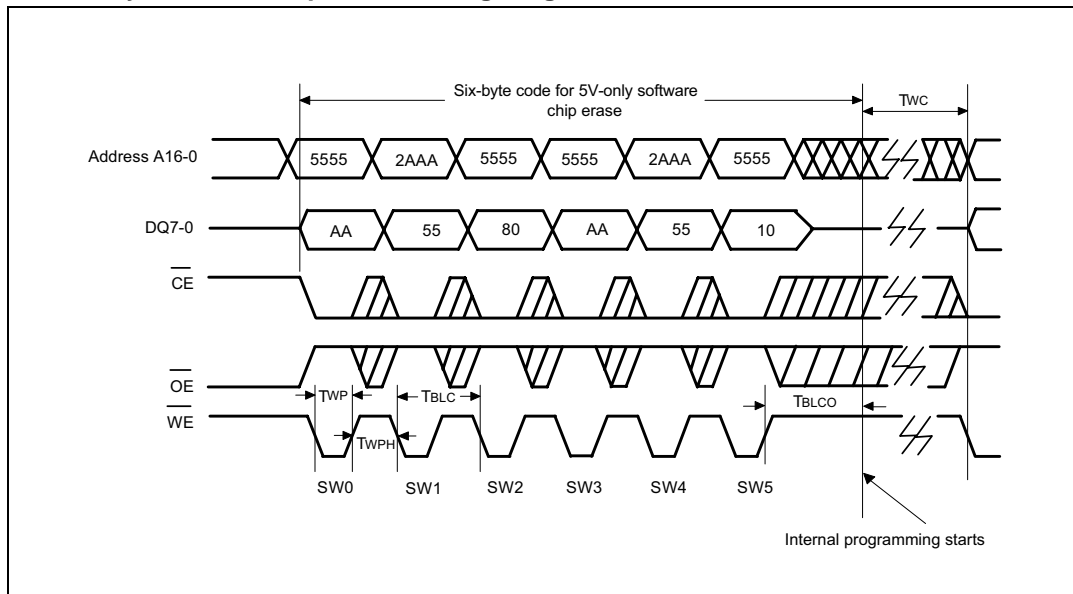 Six-byte code for 5V-only software
chip erase
TWC
Address A16-0
5555 2AAA 5555 5555 2AAA 5555
DQ7-0
AA 55 80 AA 55 10
CE
OE
TWP
TBLC
TBLCO
WE
TWPH
SW0 SW1 SW2 SW3 SW4 SW5
Internal programming starts